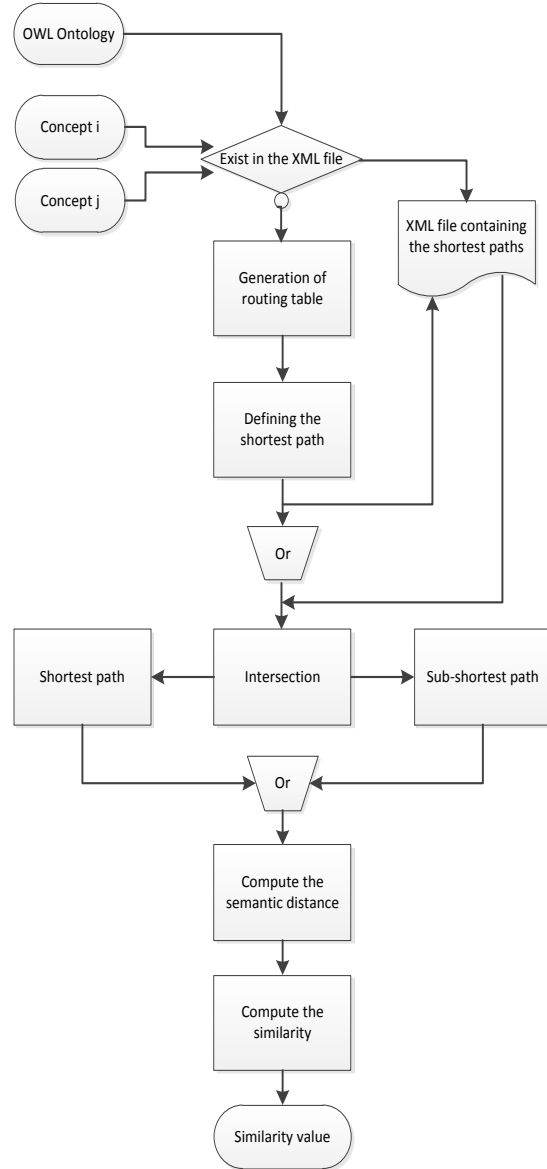 OWL Ontology
Concept i
Exist in the XML file
Concept j
XML file containing
the shortest paths
Generation of
routing table
Defining the
shortest path
Or
Shortest path
Intersection
Sub-shortest path
Or
Compute the
semantic distance
Compute the
similarity
Similarity value